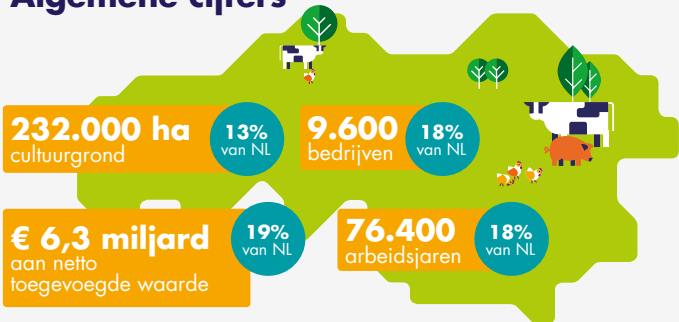 Algemene cijfers
232.000 ha
cultuurgrond
13%
van NL
9.600
bedrijven
18%
van NL
€ 6,3 miljard
aan netto
toegevoegde waarde
19%
van NL
76.400
arbeidsjaren
18%
van NL